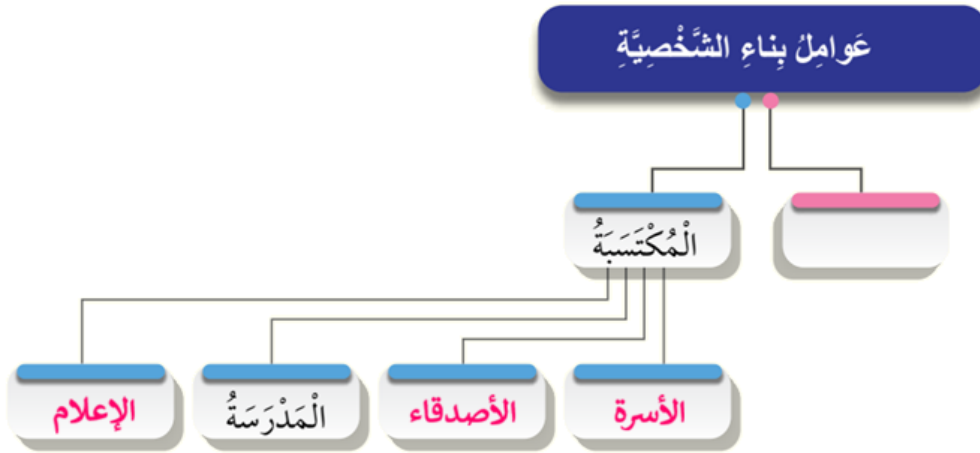 عَوامِلُ بِناءِ الشَّخْصِيَّةِ
الْمُكْتَسَبَةُ
الأسرة
الأصدقاء
الْمَدْرَسَةُ
الإعلام